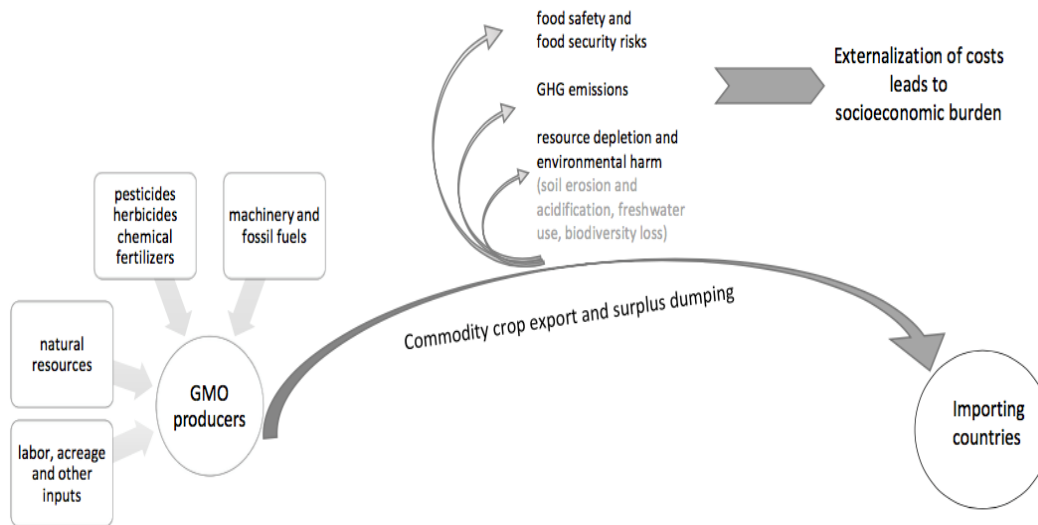 food safety and
food security risks
GHG emissions
resource depletion and
environmental harm
(soil erosion and
acidification, freshwater
use, biodiversity loss)
Externalization of costs
leads to
socioeconomic burden
pesticides
herbicides
chemical
fertilizers
machinery and
fossil fuels
natural
resources
labor, acreage
and other
inputs
GMO
producers
Commodity crop export and surplus dumping
Importing
countries